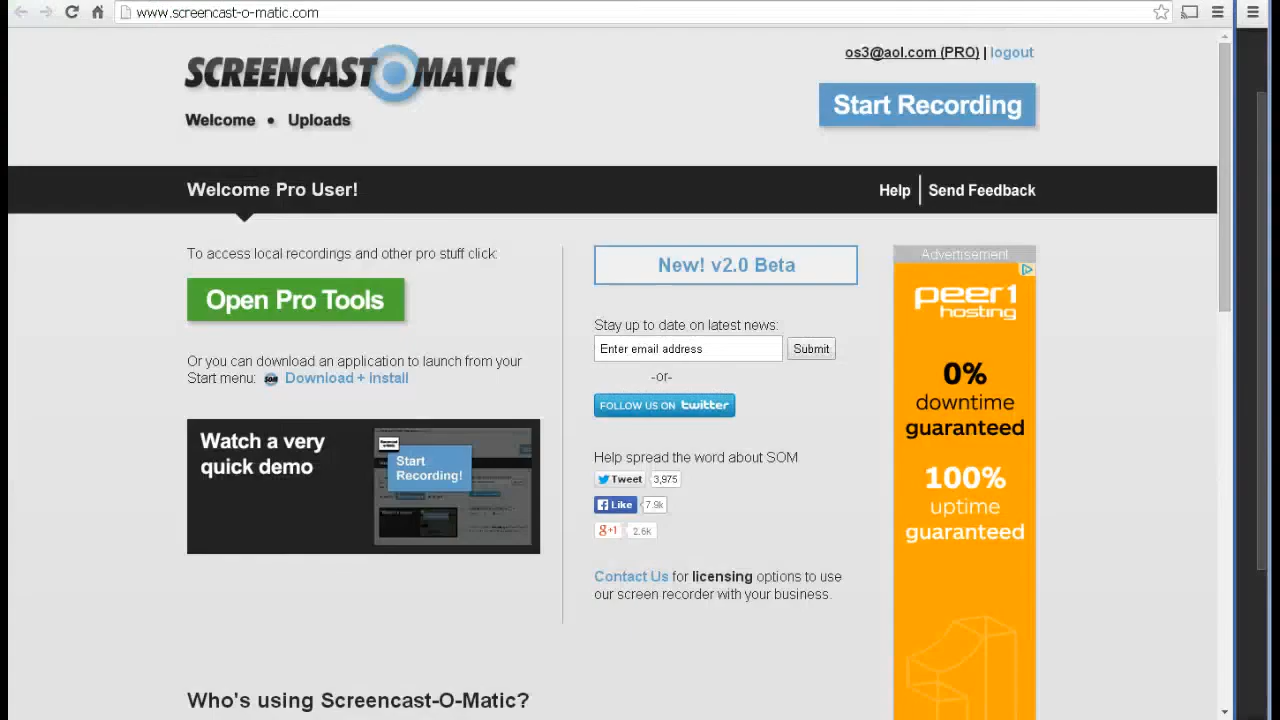 www.screencast-o-matic.com
SCREENCAST O MATIC
os3@aol.com (PRO) | logout
Start Recording
Welcome • Uploads
Welcome Pro User!
Help | Send Feedback
To access local recordings and other pro stuff click:
Open Pro Tools
Or you can download an application to launch from your
Start menu: Download + install
Watch a very
quick demo
Start
Recording!
New! v2.0 Beta
Stay up to date on latest news:
Enter email address Submit
-or-
FOLLOW US ON twitter
Help spread the word about SOM
Tweet 3,975
Like 7.9k
g+1 2.6k
Contact Us for licensing options to use
our screen recorder with your business.
Advertisement
peer1
hosting
0%
downtime
guaranteed
100%
uptime
guaranteed
Who's using Screencast-O-Matic?